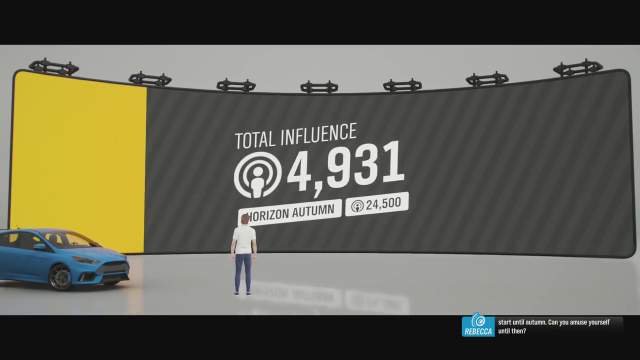 TOTAL INFLUENCE
4,931
HORIZON AUTUMN 24,500
start until autumn. Can you amuse yourself
REBECCA until then?